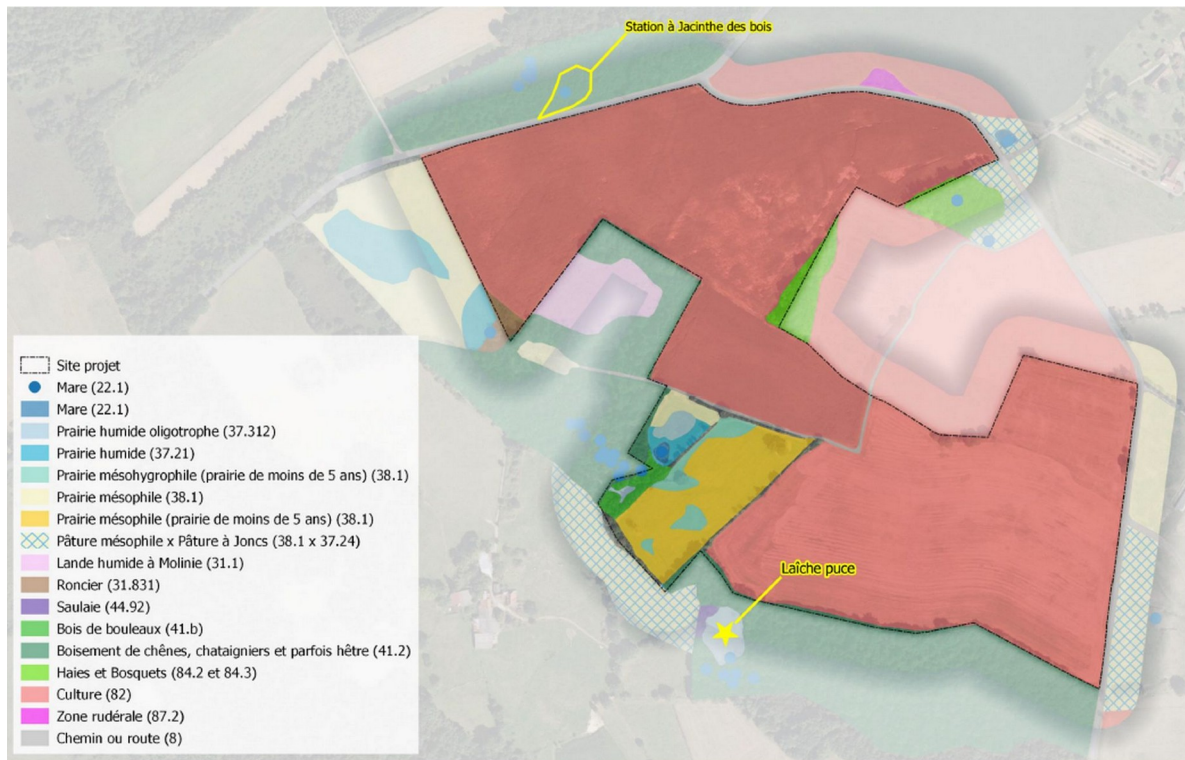 Station à Jacinthe des bois
Site projet
Mare (22.1)
Mare (22.1)
Prairie humide oligotrophe (37.312)
Prairie humide (37.21)
Prairie mésohygrophile (prairie de moins de 5 ans) (38.1)
Prairie mésophile (38.1)
Prairie mésophile (prairie de moins de 5 ans) (38.1)
Pâture mésophile x Pâture à Joncs (38.1 x 37.24)
Lande humide à Molinie (31.1)
Roncier (31.831)
Saulaie (44.92)
Bois de bouleaux (41.b)
Boisement de chênes, chataigniers et parfois hêtre (41.2)
Haies et Bosquets (84.2 et 84.3)
Culture (82)
Zone rudérale (87.2)
Chemin ou route (8)
Laîche puce